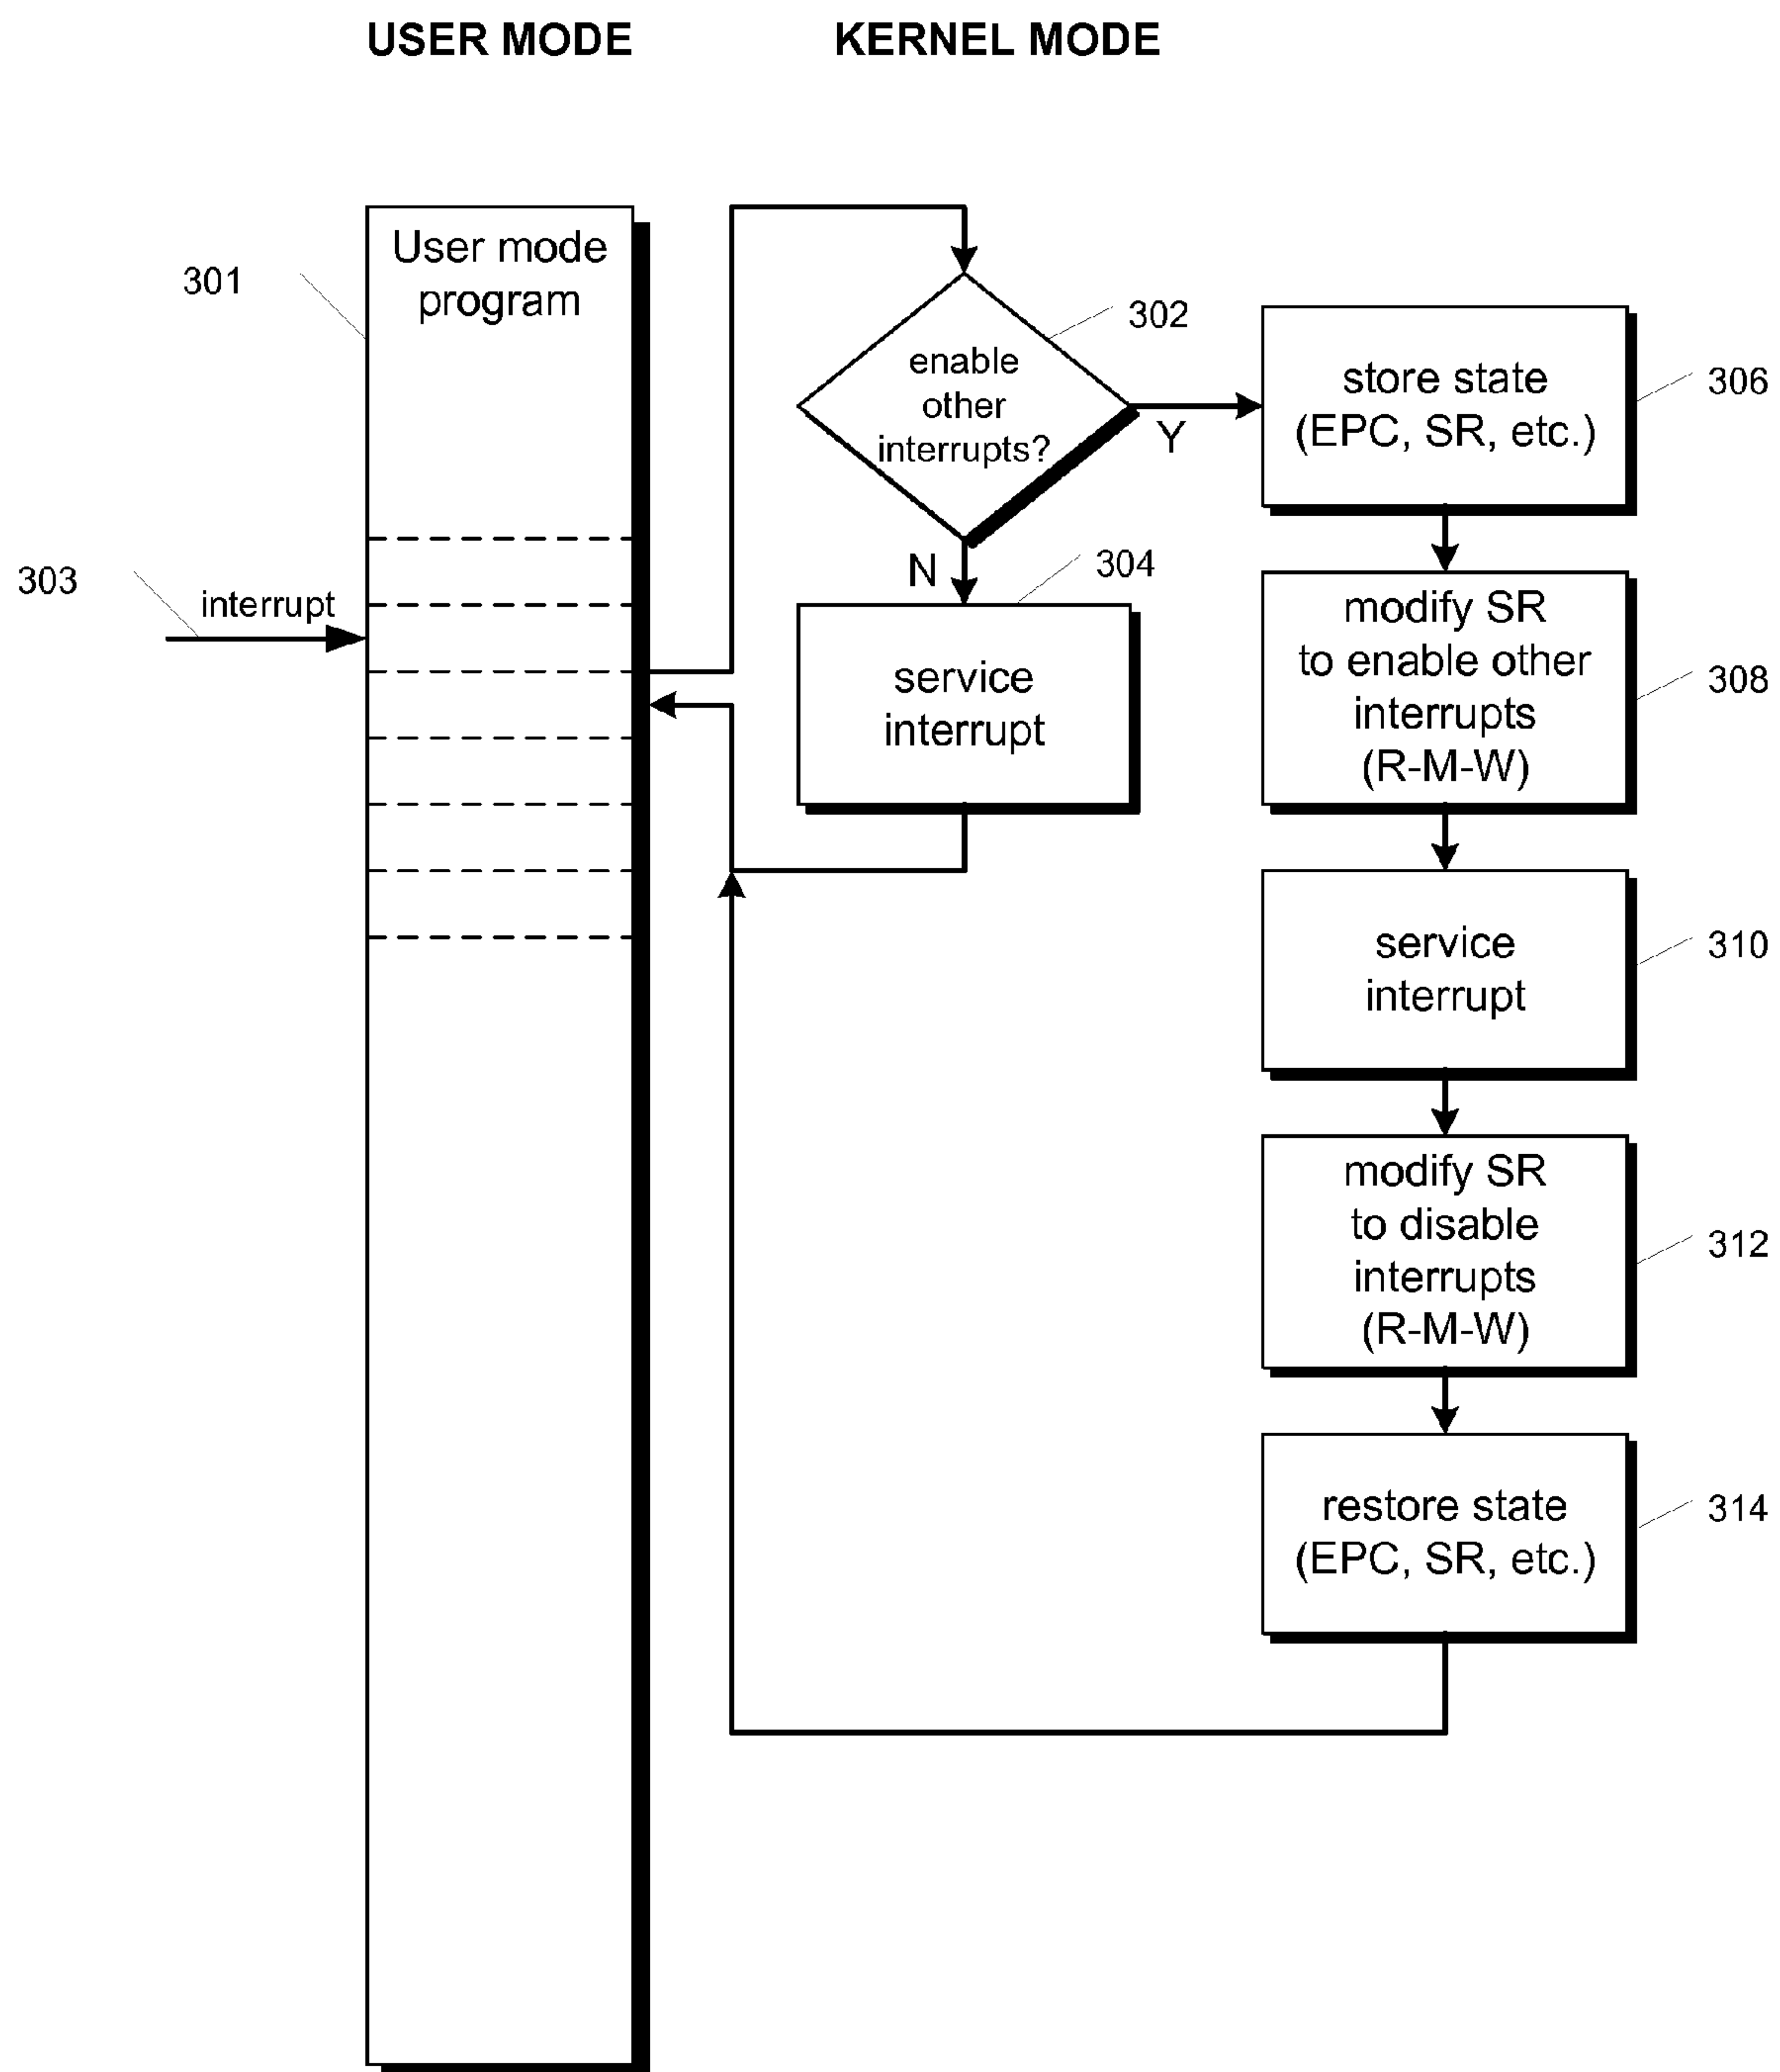 USER MODE
KERNEL MODE
User mode
program
301
302
enable
other
interrupts?
Y
N
store state
(EPC, SR, etc.)
306
303
interrupt
304
service
interrupt
modify SR
to enable other
interrupts
(R-M-W)
308
service
interrupt
310
modify SR
to disable
interrupts
(R-M-W)
312
restore state
(EPC, SR, etc.)
314